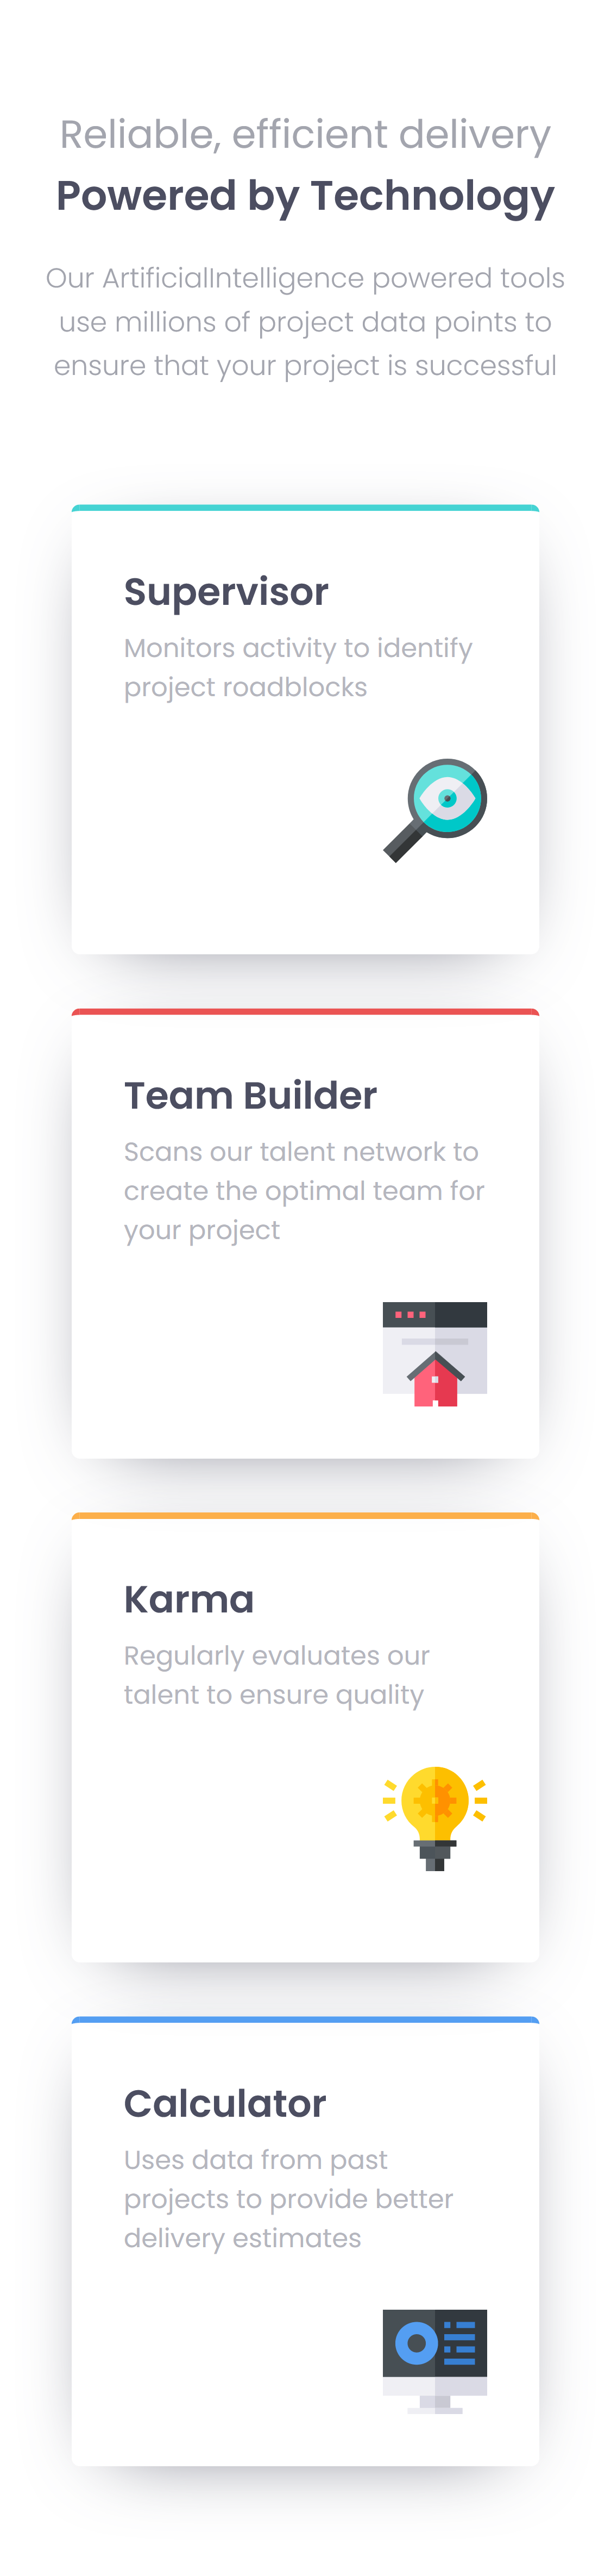 Reliable, efficient delivery
Powered by Technology
Our ArtificialIntelligence powered tools
use millions of project data points to
ensure that your project is successful
Supervisor
Monitors activity to identify
project roadblocks
Team Builder
Scans our talent network to
create the optimal team for
your project
Karma
Regularly evaluates our
talent to ensure quality
Calculator
Uses data from past
projects to provide better
delivery estimates